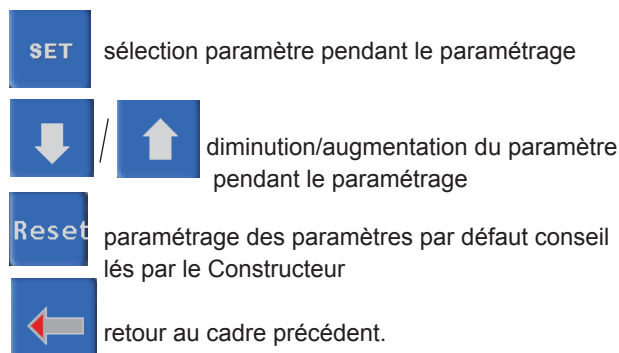 SET sélection paramètre pendant le paramétrage
/ diminution/augmentation du paramètre
pendant le paramétrage
Reset paramétrage des paramètres par défaut conseil
lés par le Constructeur
retour au cadre précédent.